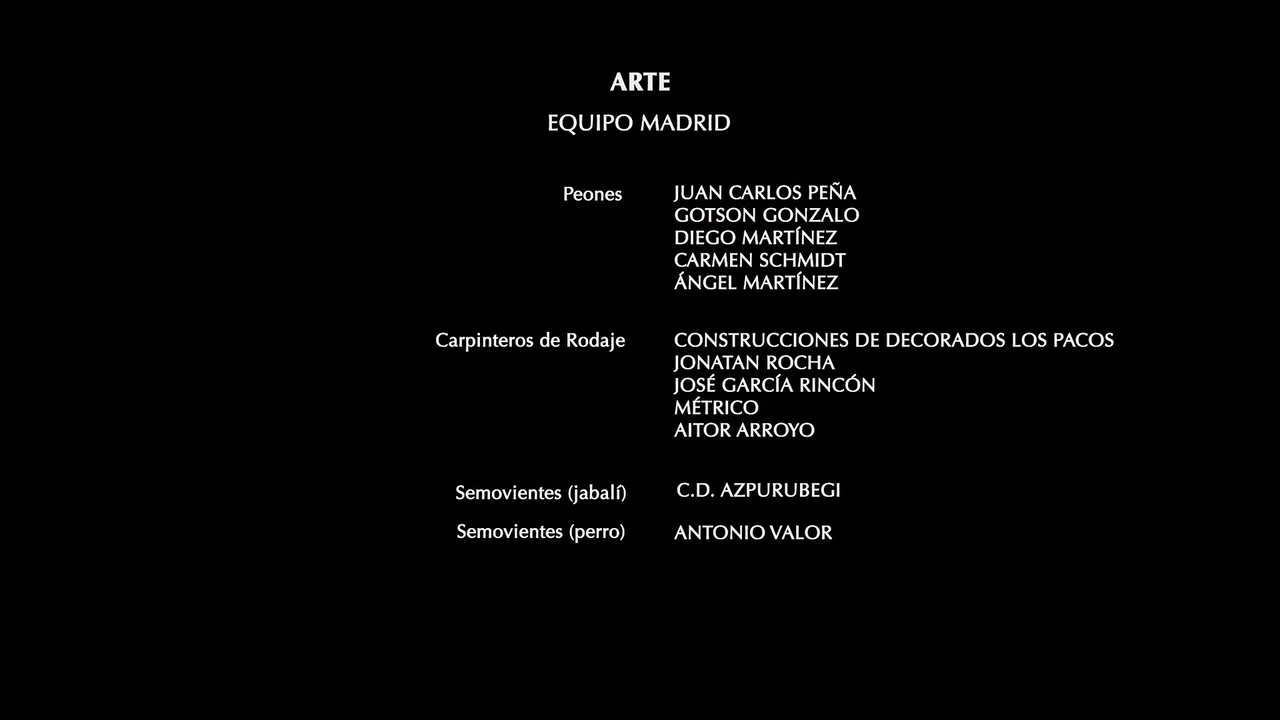 ARTE
EQUIPO MADRID
Peones JUAN CARLOS PEÑA
GOTSON GONZALO
DIEGO MARTÍNEZ
CARMEN SCHMIDT
ÁNGEL MARTÍNEZ
Carpinteros de Rodaje CONSTRUCCIONES DE DECORADOS LOS PACOS
JONATAN ROCHA
JOSÉ GARCÍA RINCÓN
MÉTRICO
AITOR ARROYO
Semovientes (jabalí) C.D. AZPURUBEGI
Semovientes (perro) ANTONIO VALOR